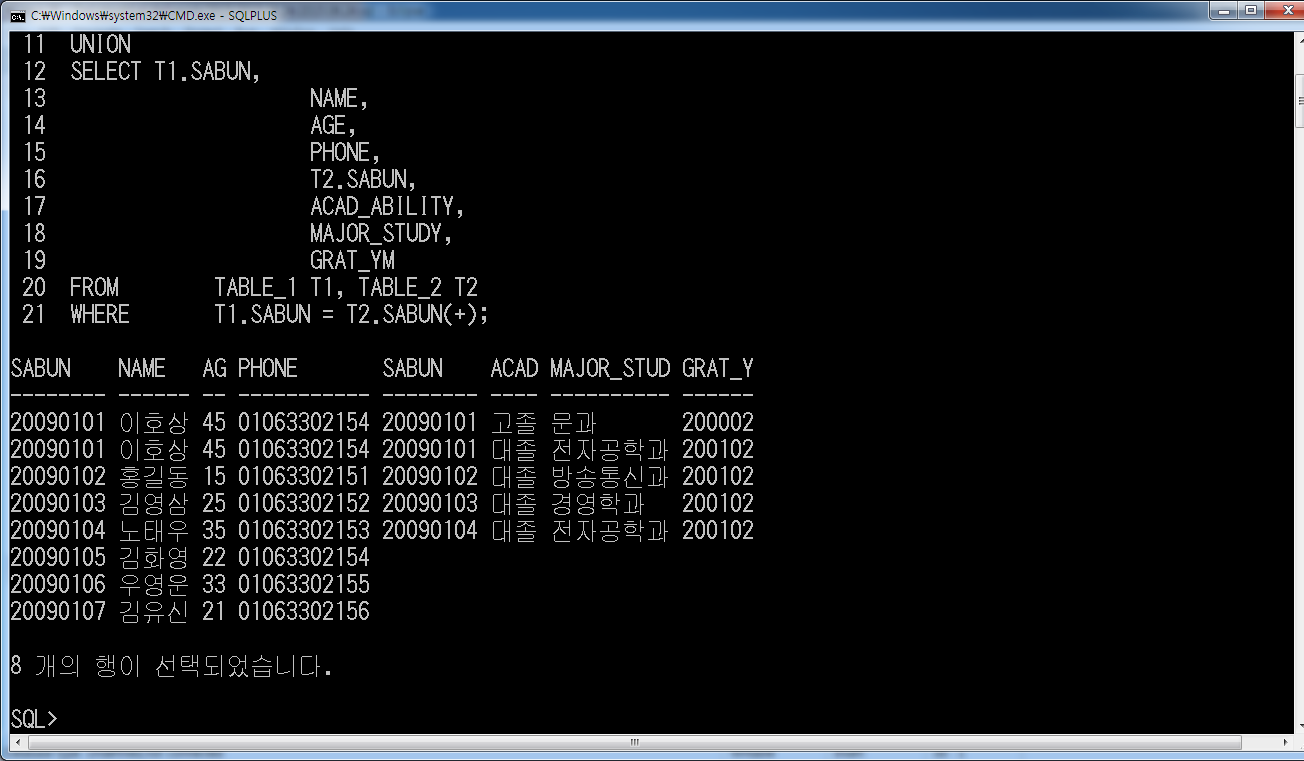 C:₩Windows₩system32₩CMD.exe - SQLPLUS
11 UNION
12 SELECT T1.SABUN,
13 NAME,
14 AGE,
15 PHONE,
16 T2.SABUN,
17 ACAD_ABILITY,
18 MAJOR_STUDY,
19 GRAT_YM
20 FROM TABLE_1 T1, TABLE_2 T2
21 WHERE T1.SABUN = T2.SABUN(+);
SABUN NAME AG PHONE SABUN ACAD MAJOR_STUD GRAT_Y
-------- ------ -- ----------- -------- ---- ---------- ------
20090101 이호상 45 01063302154 20090101 고졸 문과 200002
20090101 이호상 45 01063302154 20090101 대졸 전자공학과 200102
20090102 홍길동 15 01063302151 20090102 대졸 방송통신과 200102
20090103 김영삼 25 01063302152 20090103 대졸 경영학과 200102
20090104 노태우 35 01063302153 20090104 대졸 전자공학과 200102
20090105 김화영 22 01063302154
20090106 우영운 33 01063302155
20090107 김유신 21 01063302156
8 개의 행이 선택되었습니다.
SQL>